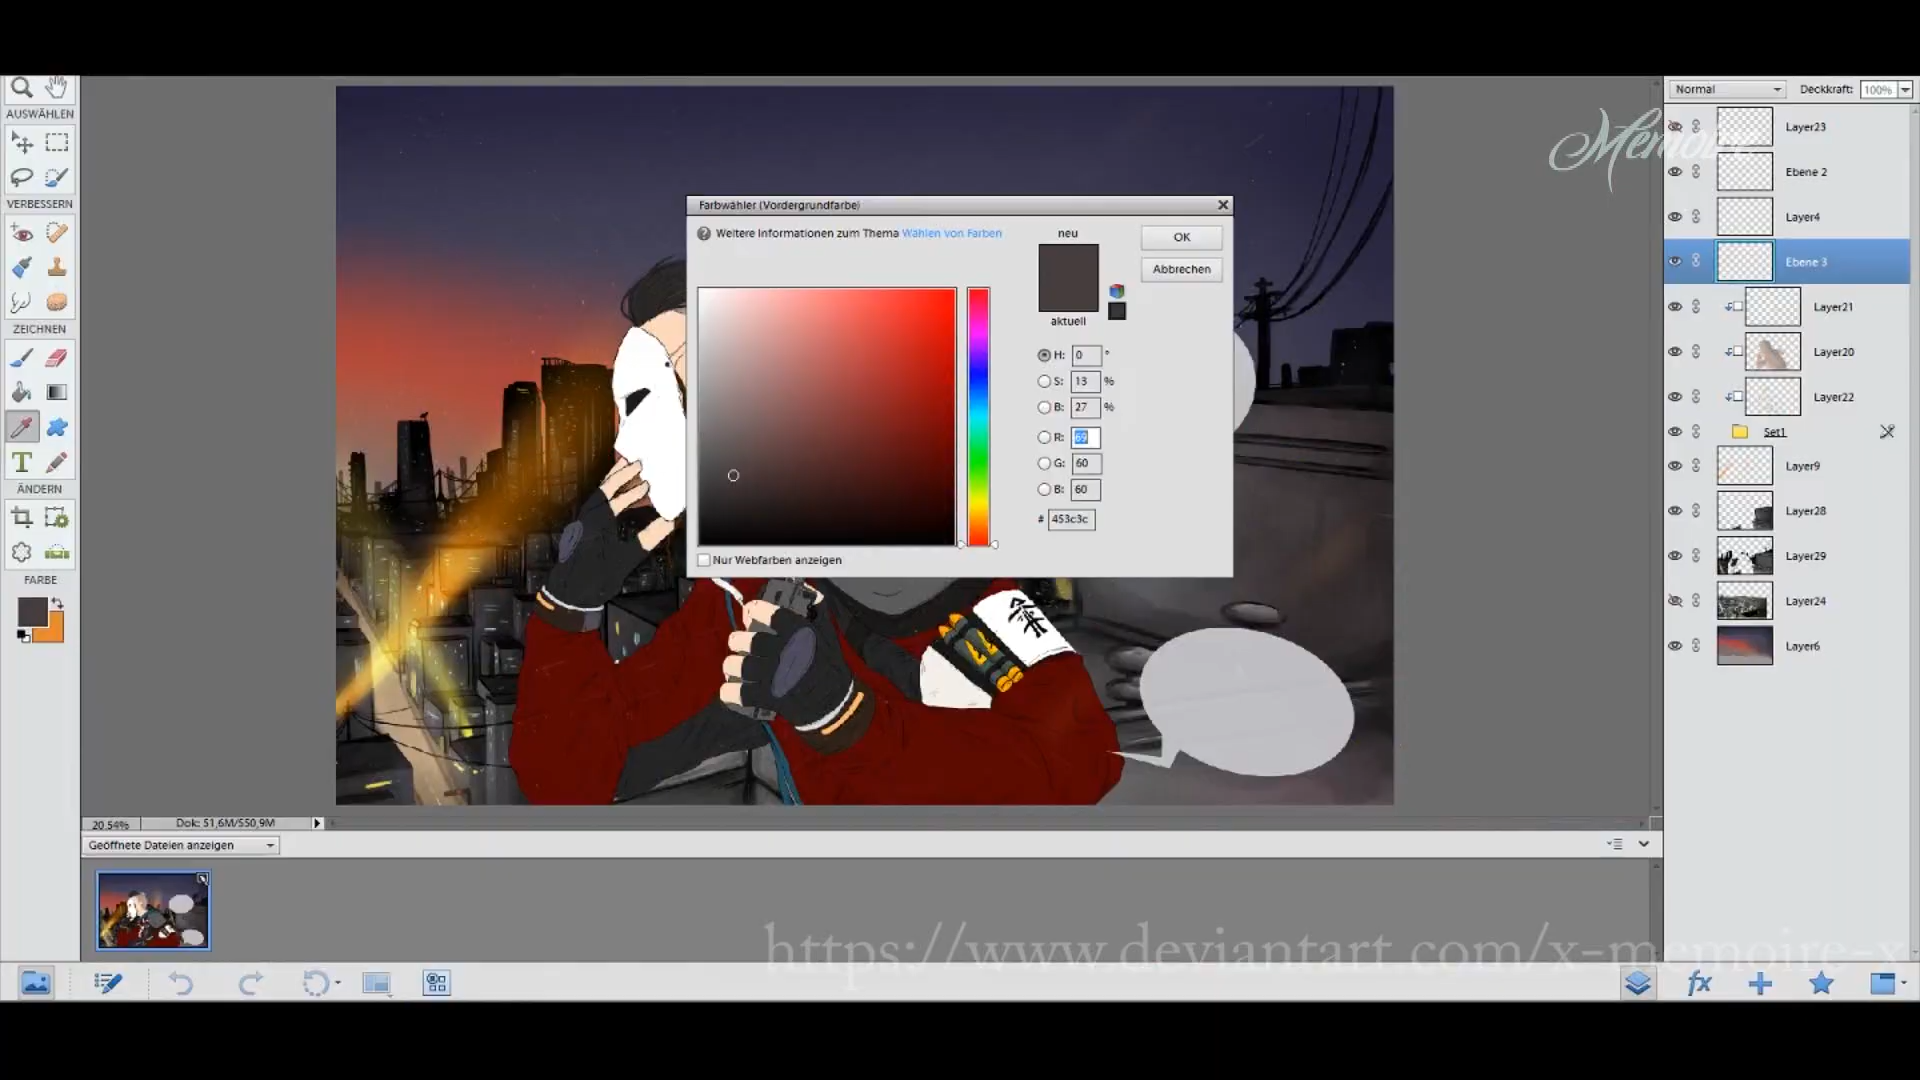 Normal
Deckkraft:
100%
AUSWÄHLEN
VERBESSERN
ZEICHNEN
ÄNDERN
FARBE
Memoire
Farbwähler (Vordergrundfarbe)
Weitere Informationen zum Thema Wählen von Farben
neu
aktuell
OK
Abbrechen
H: 0 °
S: 13 %
B: 27 %
R: 69
G: 60
B: 60
# 453c3c
Nur Webfarben anzeigen
Layer23
Ebene 2
Layer4
Ebene 3
Layer21
Layer20
Layer22
Set1
Layer9
Layer28
Layer29
Layer24
Layer6
20.54%
Dok: 51,6M/550,9M
Geöffnete Dateien anzeigen
https://www.deviantart.com/x-memoire-x
fx